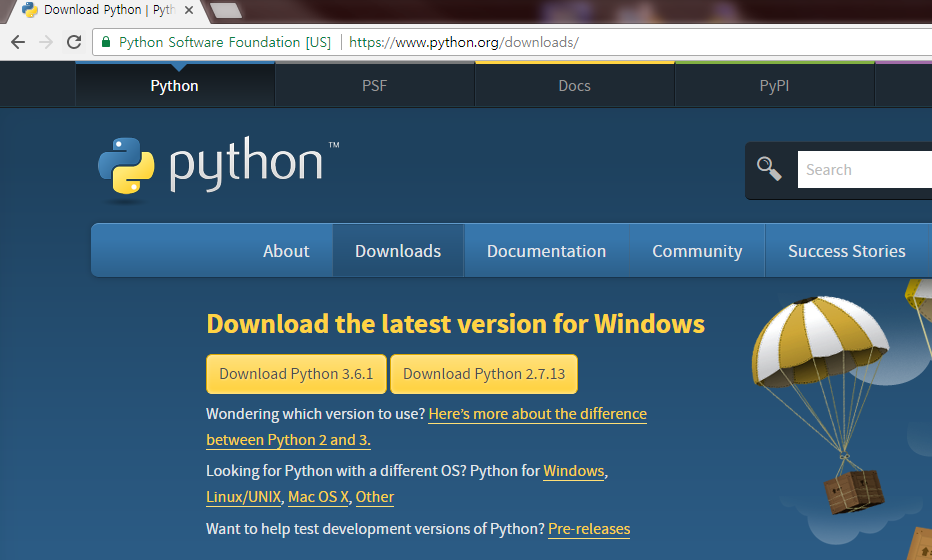 Download Python | Pyth
Python Software Foundation [US] https://www.python.org/downloads/
Python PSF Docs PyPI
python™
Search
About Downloads Documentation Community Success Stories
Download the latest version for Windows
Download Python 3.6.1 Download Python 2.7.13
Wondering which version to use? Here's more about the difference
between Python 2 and 3.
Looking for Python with a different OS? Python for Windows,
Linux/UNIX, Mac OS X, Other
Want to help test development versions of Python? Pre-releases